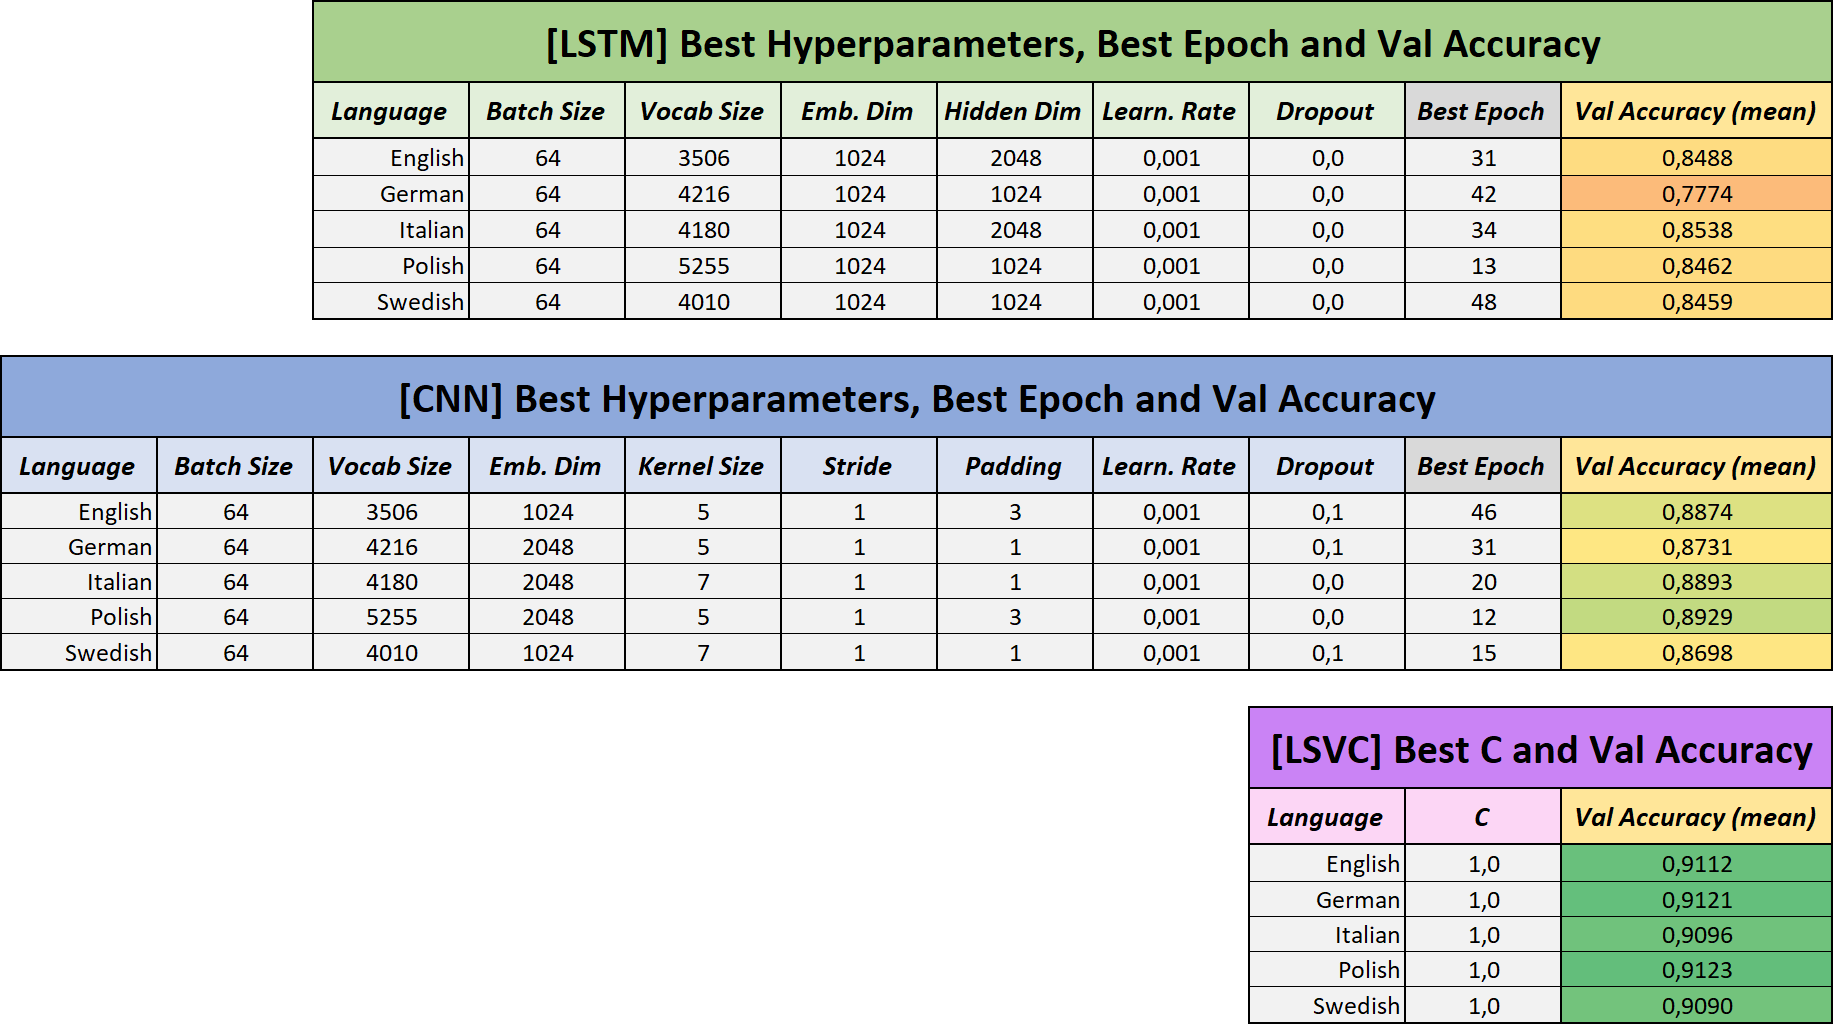 [LSTM] Best Hyperparameters, Best Epoch and Val Accuracy
Language Batch Size Vocab Size Emb. Dim Hidden Dim Learn. Rate Dropout Best Epoch Val Accuracy (mean)
English 64 3506 1024 2048 0,001 0,0 31 0,8488
German 64 4216 1024 1024 0,001 0,0 42 0,7774
Italian 64 4180 1024 2048 0,001 0,0 34 0,8538
Polish 64 5255 1024 1024 0,001 0,0 13 0,8462
Swedish 64 4010 1024 1024 0,001 0,0 48 0,8459
[CNN] Best Hyperparameters, Best Epoch and Val Accuracy
Language Batch Size Vocab Size Emb. Dim Kernel Size Stride Padding Learn. Rate Dropout Best Epoch Val Accuracy (mean)
English 64 3506 1024 5 1 3 0,001 0,1 46 0,8874
German 64 4216 2048 5 1 1 0,001 0,1 31 0,8731
Italian 64 4180 2048 7 1 1 0,001 0,0 20 0,8893
Polish 64 5255 2048 5 1 3 0,001 0,0 12 0,8929
Swedish 64 4010 1024 7 1 1 0,001 0,1 15 0,8698
[LSVC] Best C and Val Accuracy
Language C Val Accuracy (mean)
English 1,0 0,9112
German 1,0 0,9121
Italian 1,0 0,9096
Polish 1,0 0,9123
Swedish 1,0 0,9090